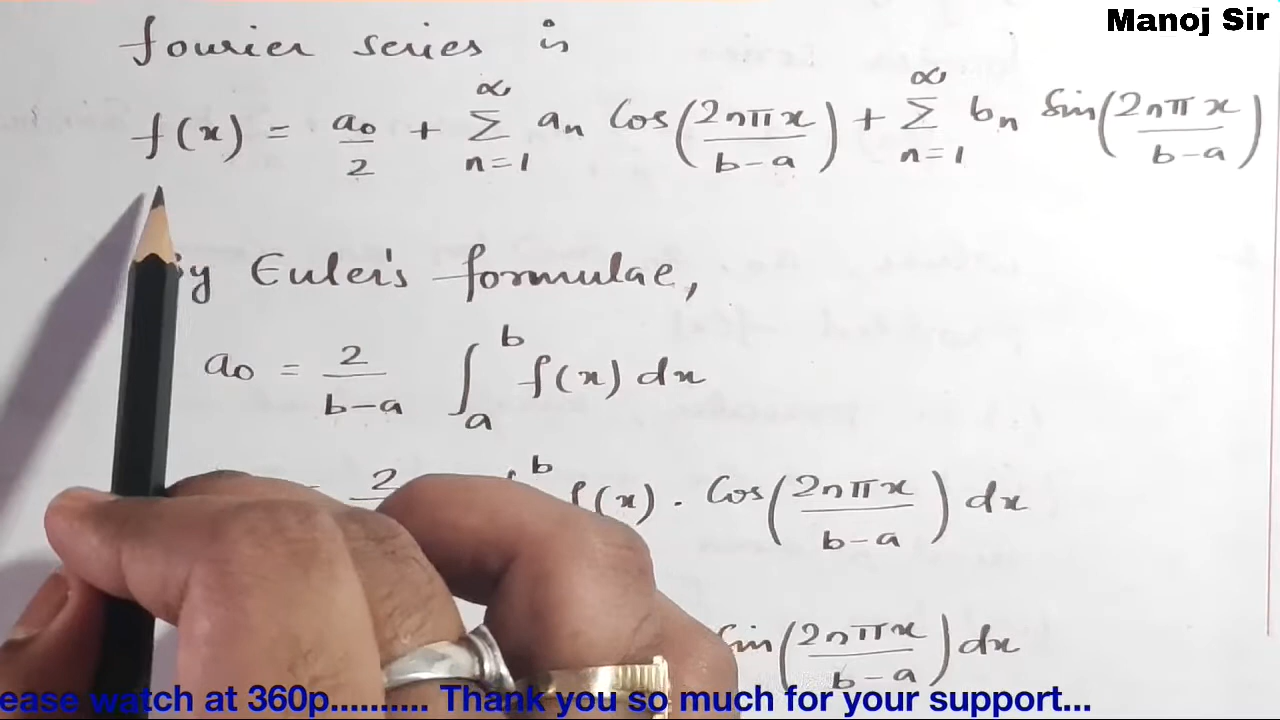 Manoj Sir
fourier series is
f(x) = a₀/2 + ∑_{n=1}^{∞} aₙ Cos(2nπx/b-a) + ∑_{n=1}^{∞} bₙ Sin(2nπx/b-a)
Euler's formulae,
a₀ = 2/b-a ∫_a^b f(x) dx
= 2 b f(x) . Cos(2nπx/b-a) dx
Sin(2nπx/b-a) dx
ease watch at 360p.......... Thank you so much for your support...